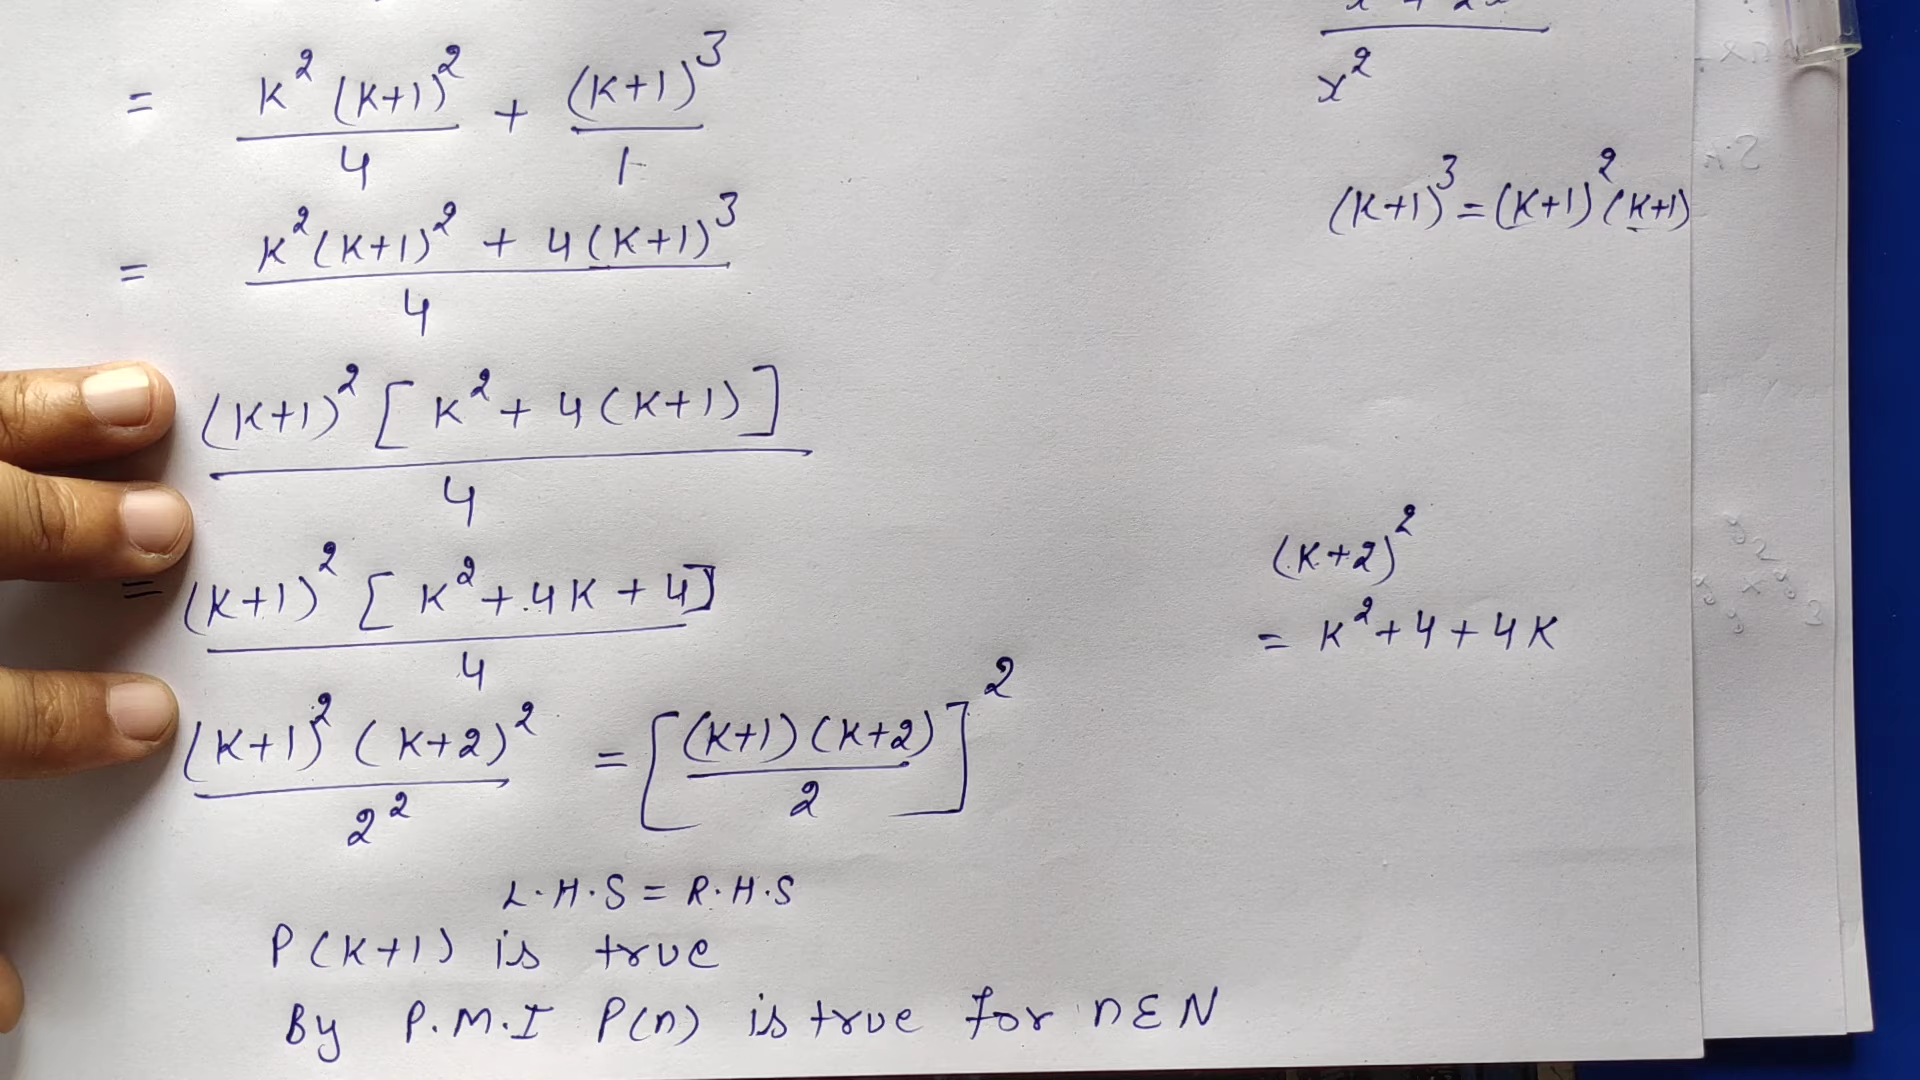 = K²(K+1)²/4 + (K+1)³/1
= K²(K+1)² + 4(K+1)³/4
(K+1)²[K²+4(K+1)]/4
= (K+1)²[K²+4K+4]/4
(K+1)²(K+2)²/2² = [(K+1)(K+2)/2]²
L.H.S = R.H.S
P(K+1) is true
By P.M.I P(n) is true for n∈N
x²
(K+1)³=(K+1)²(K+1)
(K+2)²
= K²+4+4K